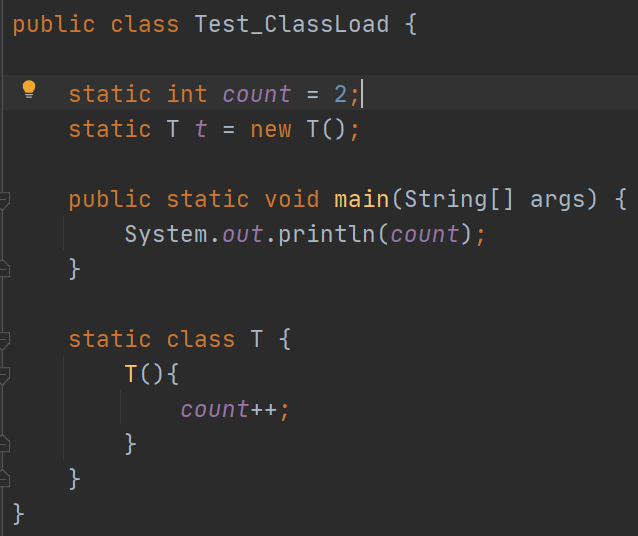 public class Test_ClassLoad {
static int count = 2;
static T t = new T();
public static void main(String[] args) {
System.out.println(count);
}
static class T {
T(){
count++;
}
}
}